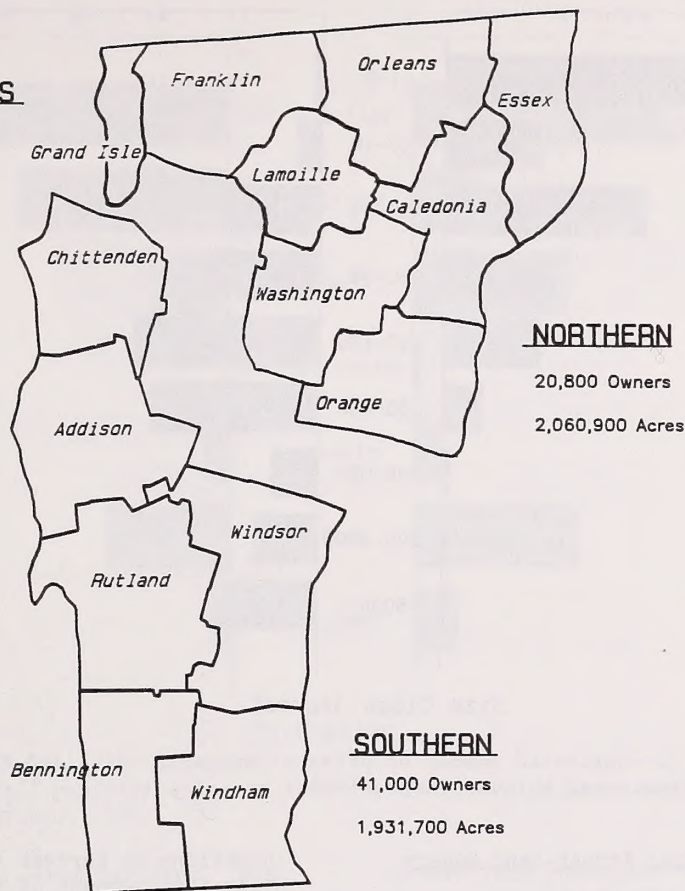 S
Franklin
Orleans
Essex
Grand Isle
Lamoille
Caledonia
Chittenden
Washington
NORTHERN
20,800 Owners
2,060,900 Acres
Orange
Addison
Windsor
Rutland
SOUTHERN
41,000 Owners
1,931,700 Acres
Bennington
Windham